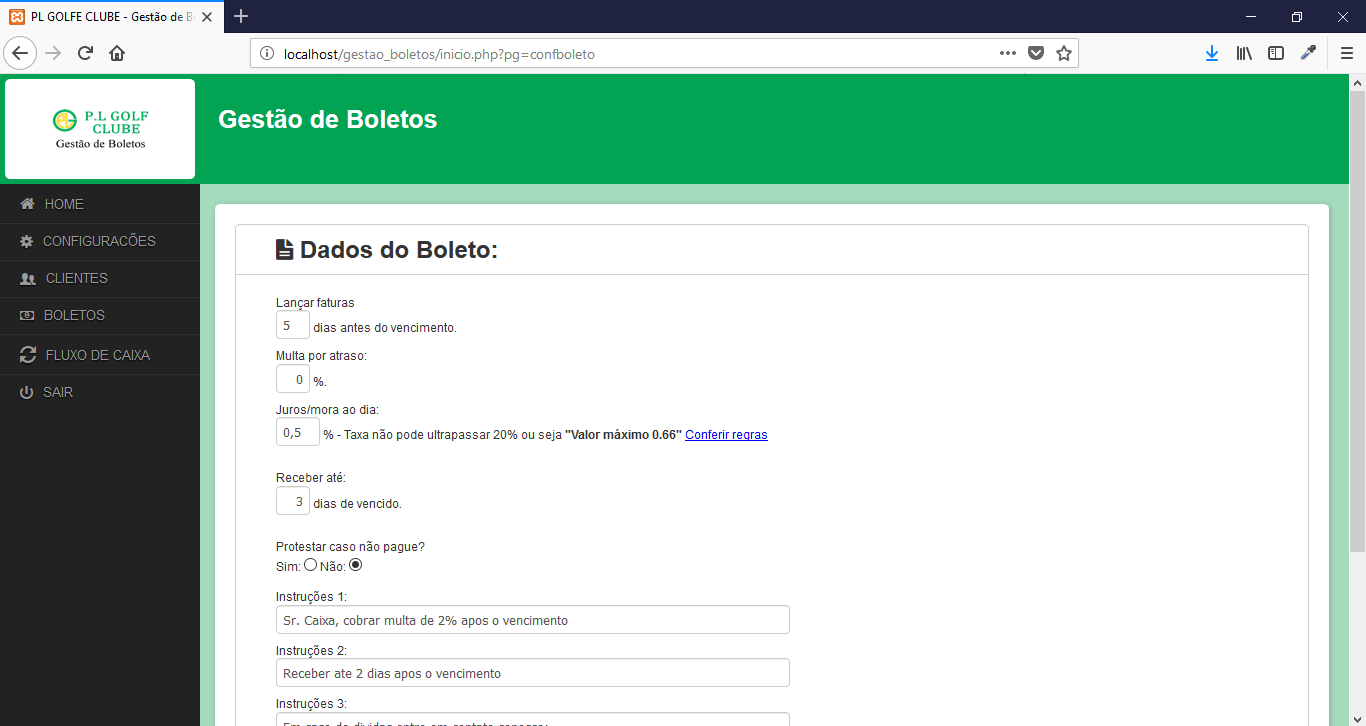 PL GOLFE CLUBE - Gestão de B
localhost/gestao_boletos/inicio.php?pg=confboleto
P.L GOLF
CLUBE
Gestão de Boletos
Gestão de Boletos
HOME
CONFIGURACÕES
CLIENTES
BOLETOS
FLUXO DE CAIXA
SAIR
Dados do Boleto:
Lançar faturas
5 dias antes do vencimento.
Multa por atraso:
0 %.
Juros/mora ao dia:
0,5 % - Taxa não pode ultrapassar 20% ou seja "Valor máximo 0.66" Conferir regras
Receber até:
3 dias de vencido.
Protestar caso não pague?
Sim: Não:
Instruções 1:
Sr. Caixa, cobrar multa de 2% apos o vencimento
Instruções 2:
Receber ate 2 dias apos o vencimento
Instruções 3: